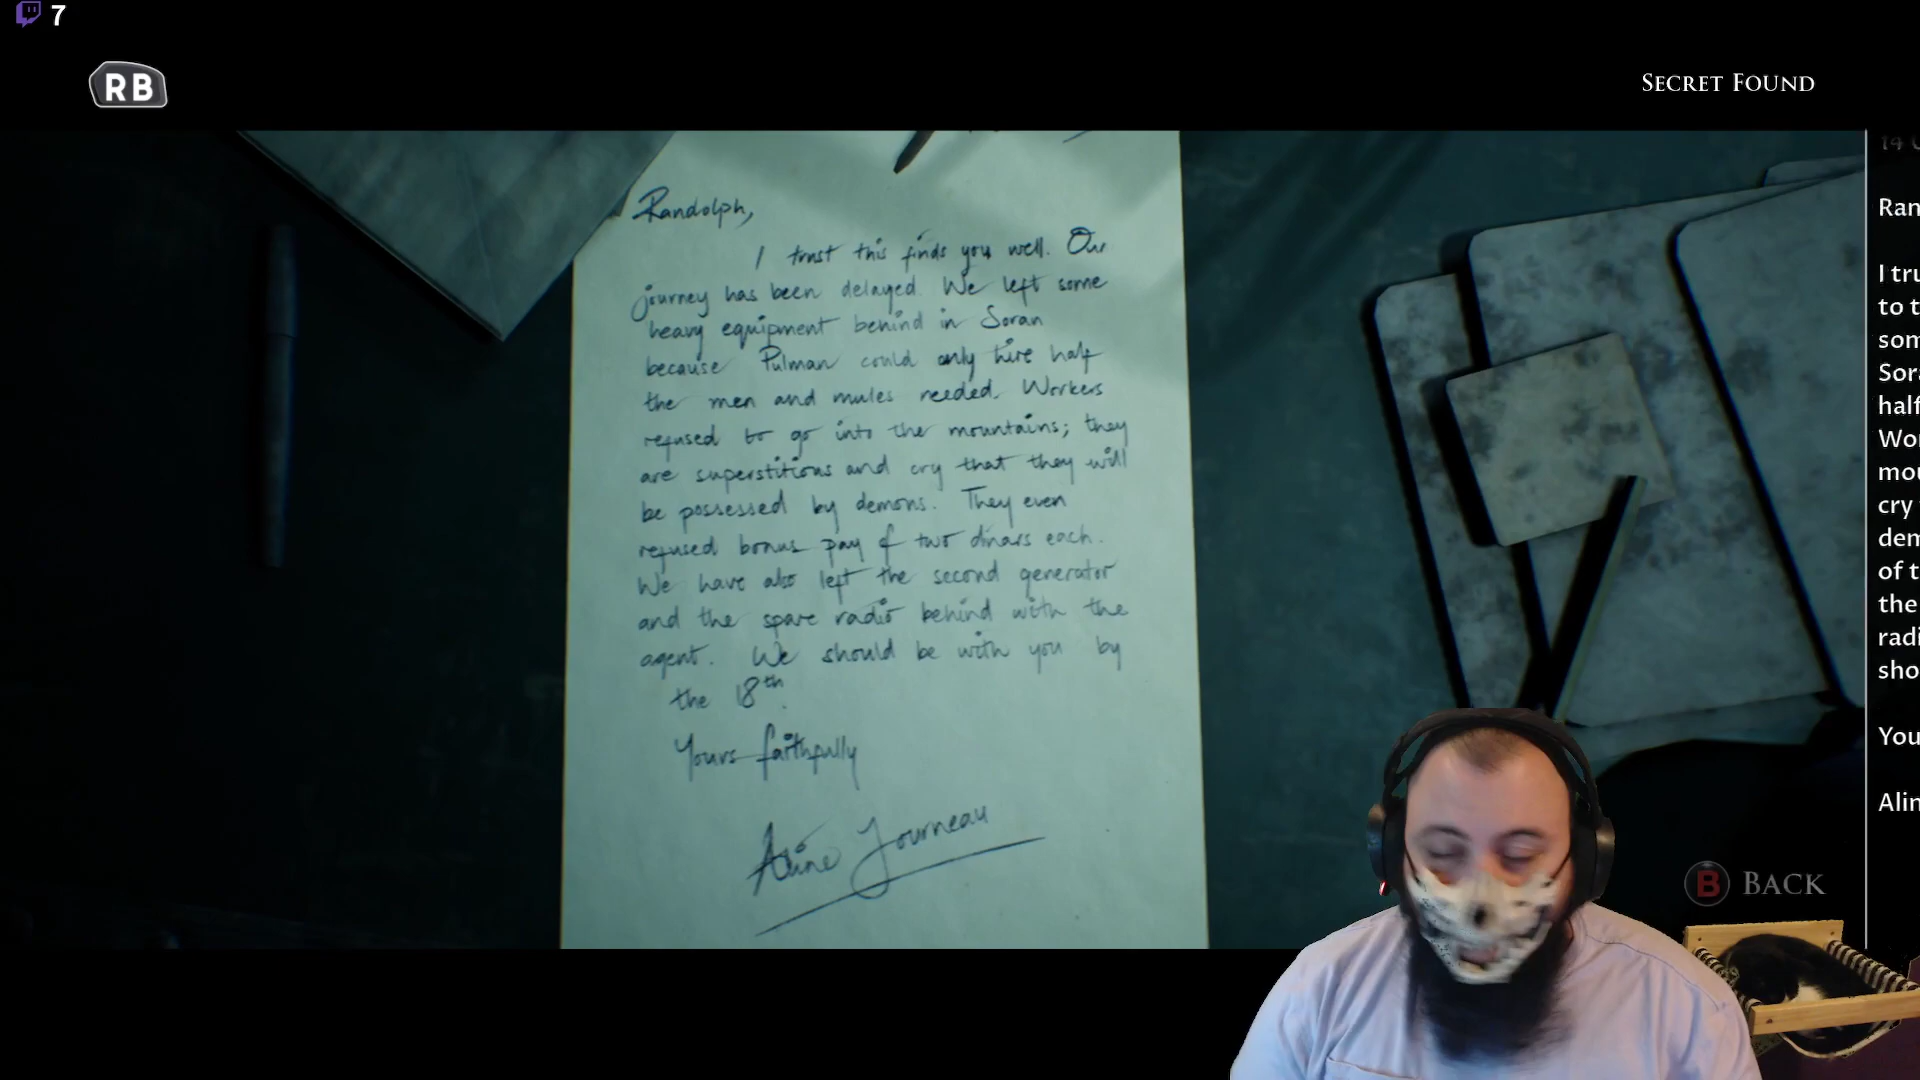 7
RB
SECRET FOUND
Randolph,
I trust this finds you well. Our
journey has been delayed. We left some
heavy equipment behind in Soran
because Pulman could only hire half
the men and mules needed. Workers
refused to go into the mountains; they
are superstitious and cry that they will
be possessed by demons. They even
refused bonus pay of two dinars each.
We have also left the second generator
and the spare radio behind with the
agent. We should be with you by
the 18th.
Yours faithfully
Aline Journeau
14
Ran
I tru
to t
som
Sora
half
Wor
mou
cry
dem
of t
the
radi
sho
You
Alin
B BACK